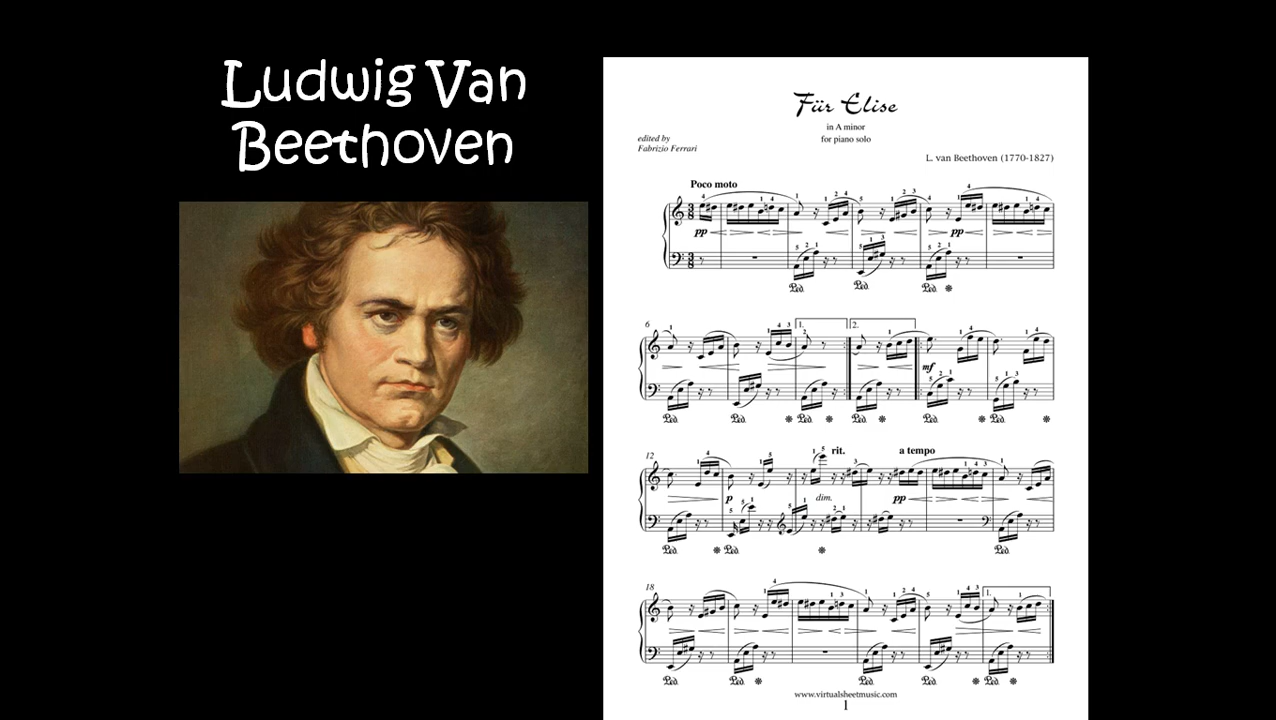 Ludwig Van
Beethoven
Für Elise
in A minor
for piano solo
edited by
Fabrizio Ferrari
L. van Beethoven (1770-1827)
Poco moto
pp
pp
6
1.
2.
mf
12
rit.
a tempo
p
dim.
pp
18
1.
www.virtualsheetmusic.com
1